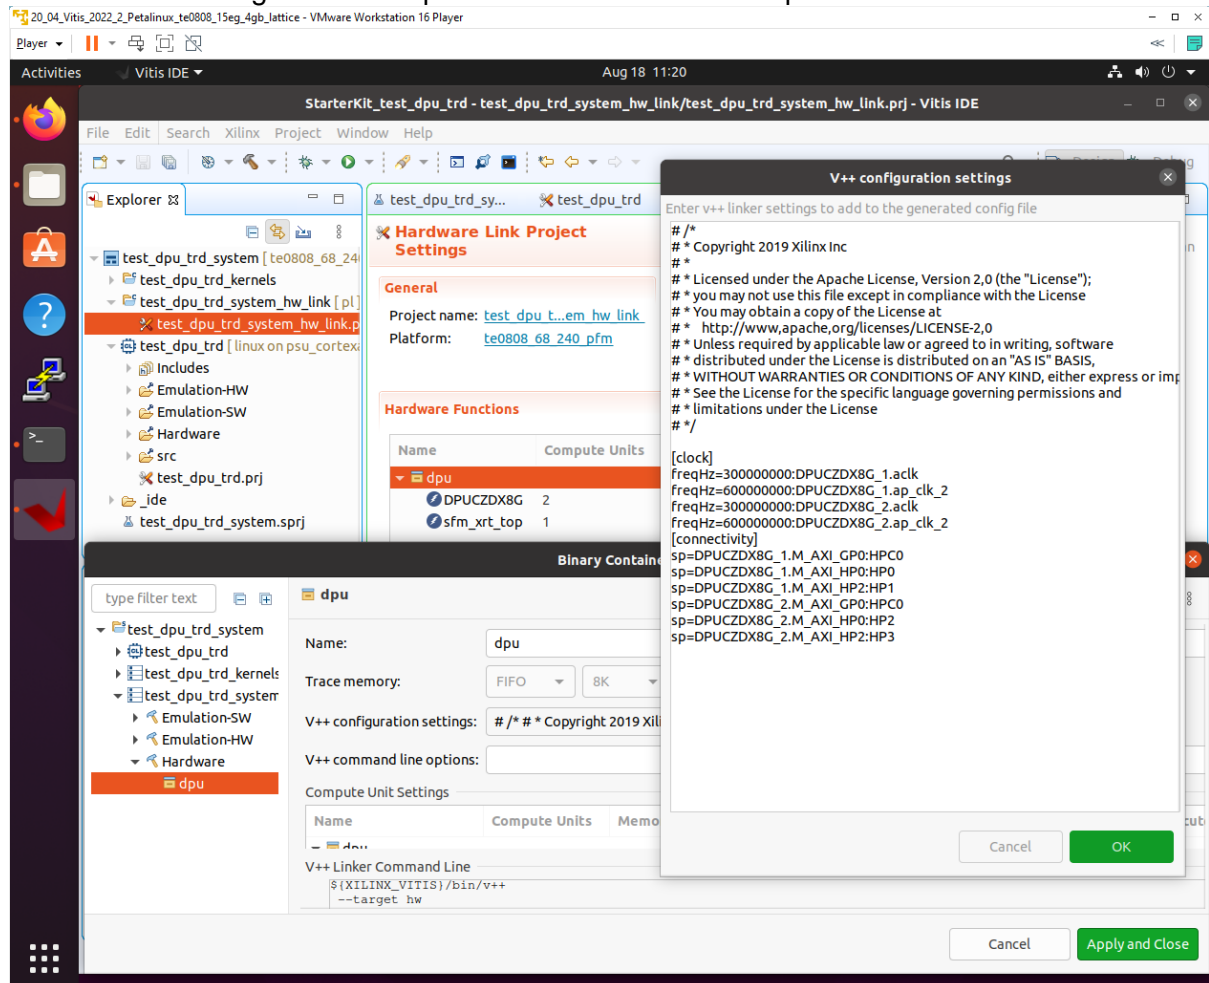 20_04_Vitis_2022_2_Petalinux_te0808_15eg_4gb_lattice - VMware Workstation 16 Player
Player
Activities
Vitis IDE
Aug 18 11:20
StarterKit_test_dpu_trd - test_dpu_trd_system_hw_link/test_dpu_trd_system_hw_link.prj - Vitis IDE
File Edit Search Xilinx Project Window Help
Explorer
test_dpu_trd_system [ te0808_68_24
test_dpu_trd_kernels
test_dpu_trd_system_hw_link [ pl ]
test_dpu_trd_system_hw_link.p
test_dpu_trd [ linux on psu_cortexa
Includes
Emulation-HW
Emulation-SW
Hardware
src
test_dpu_trd.prj
_ide
test_dpu_trd_system.sprj
test_dpu_trd_sy...
test_dpu_trd
Hardware Link Project
Settings
General
Project name: test_dpu_t...em_hw_link
Platform: te0808_68_240_pfm
Hardware Functions
Name Compute Units
dpu
DPUCZDX8G 2
sfm_xrt_top 1
V++ configuration settings
Enter v++ linker settings to add to the generated config file
# /*
# * Copyright 2019 Xilinx Inc
# *
# * Licensed under the Apache License, Version 2,0 (the "License");
# * you may not use this file except in compliance with the License
# * You may obtain a copy of the License at
# *   http://www,apache,org/licenses/LICENSE-2,0
# * Unless required by applicable law or agreed to in writing, software
# * distributed under the License is distributed on an "AS IS" BASIS,
# * WITHOUT WARRANTIES OR CONDITIONS OF ANY KIND, either express or imp
# * See the License for the specific language governing permissions and
# * limitations under the License
# */
[clock]
freqHz=300000000:DPUCZDX8G_1.aclk
freqHz=600000000:DPUCZDX8G_1.ap_clk_2
freqHz=300000000:DPUCZDX8G_2.aclk
freqHz=600000000:DPUCZDX8G_2.ap_clk_2
[connectivity]
sp=DPUCZDX8G_1.M_AXI_GP0:HPC0
sp=DPUCZDX8G_1.M_AXI_HP0:HP0
sp=DPUCZDX8G_1.M_AXI_HP2:HP1
sp=DPUCZDX8G_2.M_AXI_GP0:HPC0
sp=DPUCZDX8G_2.M_AXI_HP0:HP2
sp=DPUCZDX8G_2.M_AXI_HP2:HP3
Cancel
OK
Binary Containe
type filter text
test_dpu_trd_system
test_dpu_trd
test_dpu_trd_kernels
test_dpu_trd_system
Emulation-SW
Emulation-HW
Hardware
dpu
dpu
Name: dpu
Trace memory: FIFO 8K
V++ configuration settings: # /* # * Copyright 2019 Xili
V++ command line options:
Compute Unit Settings
Name Compute Units Memo
V++ Linker Command Line
${XILINX_VITIS}/bin/v++
--target hw
Cancel
Apply and Close